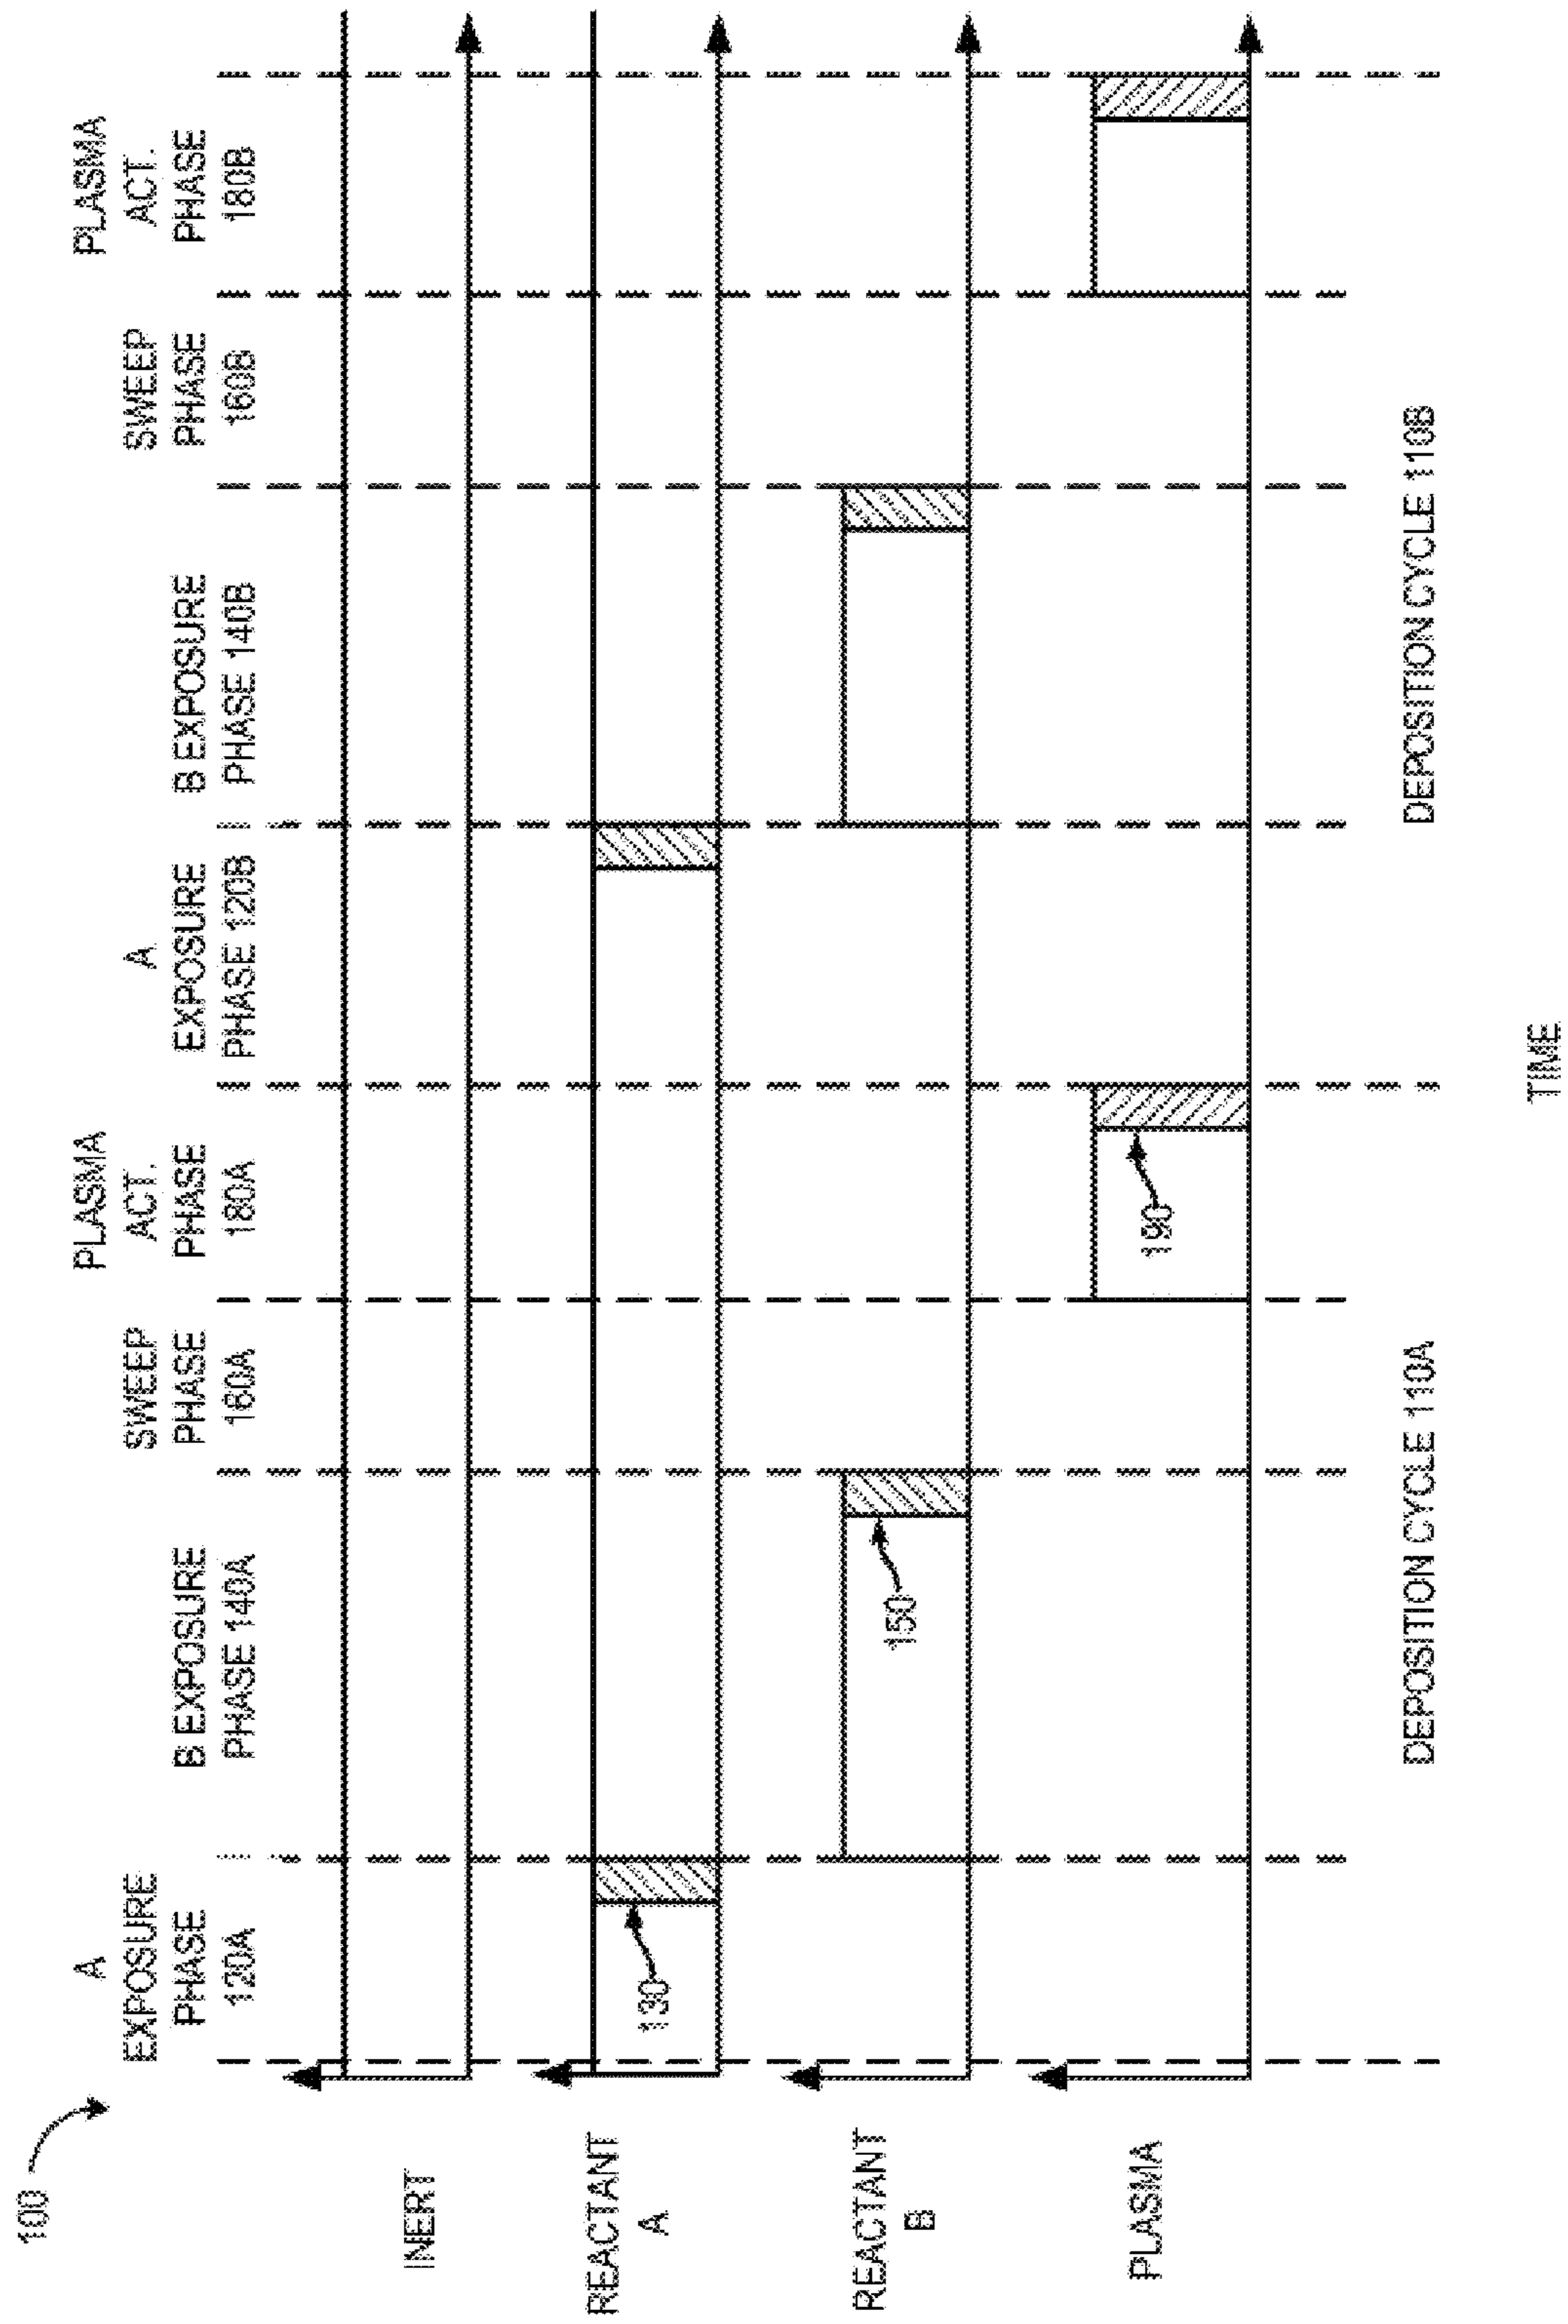 100
A
EXPOSURE
PHASE
120A
B EXPOSURE
PHASE 140A
SWEEP
PHASE
160A
PLASMA
ACT.
PHASE
180A
A
EXPOSURE
PHASE 120B
B EXPOSURE
PHASE 140B
SWEEP
PHASE
160B
PLASMA
ACT.
PHASE
180B
INERT
REACTANT
A
130
REACTANT
B
150
PLASMA
190
DEPOSITION CYCLE 110A
DEPOSITION CYCLE 110B
TIME